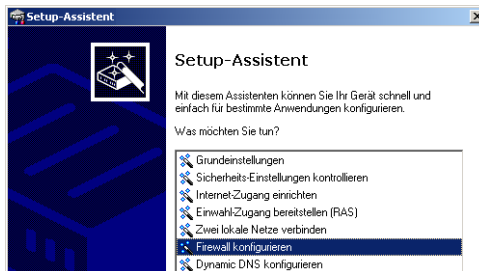 Setup-Assistent
Setup-Assistent
Mit diesem Assistenten können Sie Ihr Gerät schnell und
einfach für bestimmte Anwendungen konfigurieren.
Was möchten Sie tun?
Grundeinstellungen
Sicherheits-Einstellungen kontrollieren
Internet-Zugang einrichten
Einwahl-Zugang bereitstellen (RAS)
Zwei lokale Netze verbinden
Firewall konfigurieren
Dynamic DNS konfigurieren